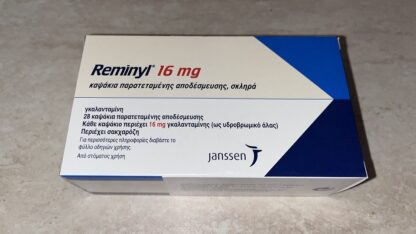 Reminyl® 16 mg
καψάκια παρατεταμένης αποδέσμευσης, σκληρά
γκαλανταμίνη
28 καψάκια παρατεταμένης αποδέσμευσης
Κάθε καψάκιο περιέχει 16 mg γκαλανταμίνης (ως υδροβρωμικό άλας)
Περιέχει σακχαρόζη
Για περισσότερες πληροφορίες διαβάστε το
φύλλο οδηγιών χρήσης.
Από στόματος χρήση
janssen